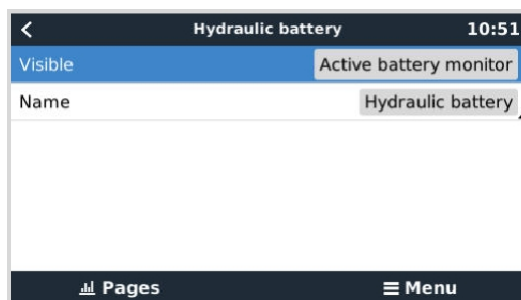 Hydraulic battery 10:51
Visible Active battery monitor
Name Hydraulic battery
Pages Menu